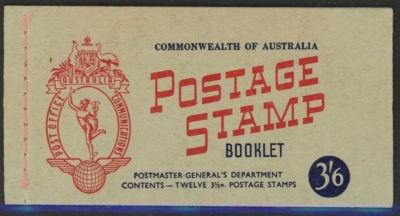 COMMONWEALTH OF AUSTRALIA
AUSTRALIA
POST OFFICE
COMMUNICATIONS
POSTAGE
STAMP
BOOKLET
POSTMASTER-GENERAL'S DEPARTMENT
CONTENTS — TWELVE 3½D. POSTAGE STAMPS
3/6